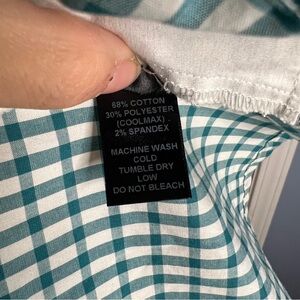 68% COTTON
30% POLYESTER
(COOLMAX)
2% SPANDEX
MACHINE WASH
COLD
TUMBLE DRY
LOW
DO NOT BLEACH